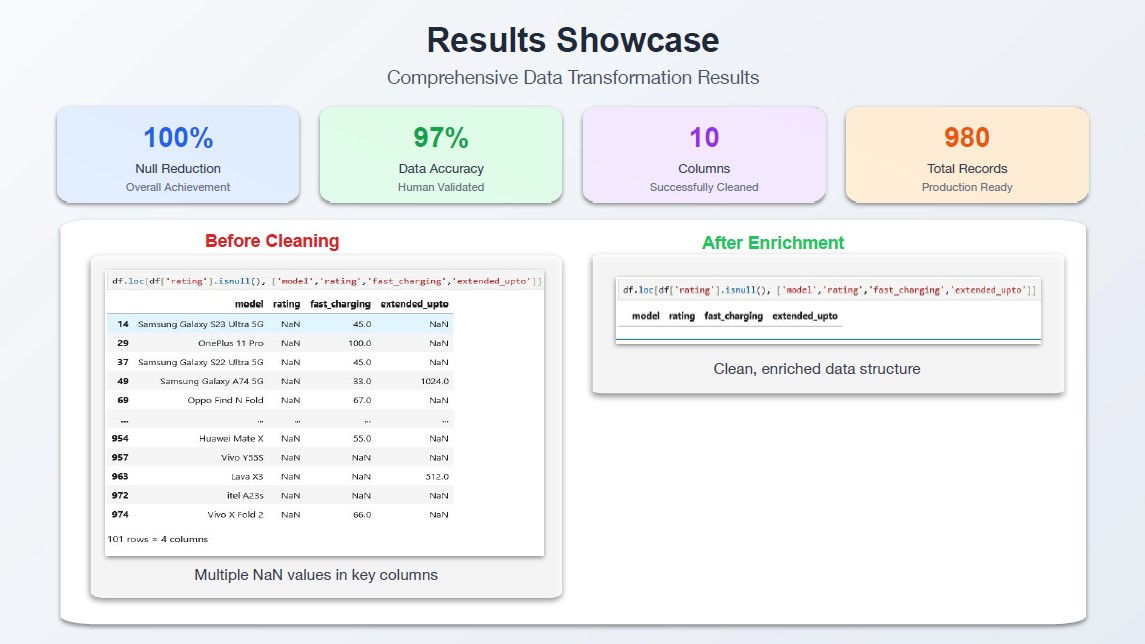 Results Showcase
Comprehensive Data Transformation Results
100%
Null Reduction
Overall Achievement
97%
Data Accuracy
Human Validated
10
Columns
Successfully Cleaned
980
Total Records
Production Ready
Before Cleaning
df.loc[df['rating'].isnull(), ['model','rating','fast_charging','extended_upto']]
model rating fast_charging extended_upto
14 Samsung Galaxy S23 Ultra 5G NaN 45.0 NaN
29 OnePlus 11 Pro NaN 100.0 NaN
37 Samsung Galaxy S22 Ultra 5G NaN 45.0 NaN
49 Samsung Galaxy A74 5G NaN 33.0 1024.0
69 Oppo Find N Fold NaN 67.0 NaN
... ... ... ... ...
954 Huawei Mate X NaN 55.0 NaN
957 Vivo Y55S NaN NaN NaN
963 Lava X3 NaN NaN 512.0
972 itel A23s NaN NaN NaN
974 Vivo X Fold 2 NaN 66.0 NaN
101 rows × 4 columns
Multiple NaN values in key columns
After Enrichment
df.loc[df['rating'].isnull(), ['model','rating','fast_charging','extended_upto']]
model rating fast_charging extended_upto
Clean, enriched data structure